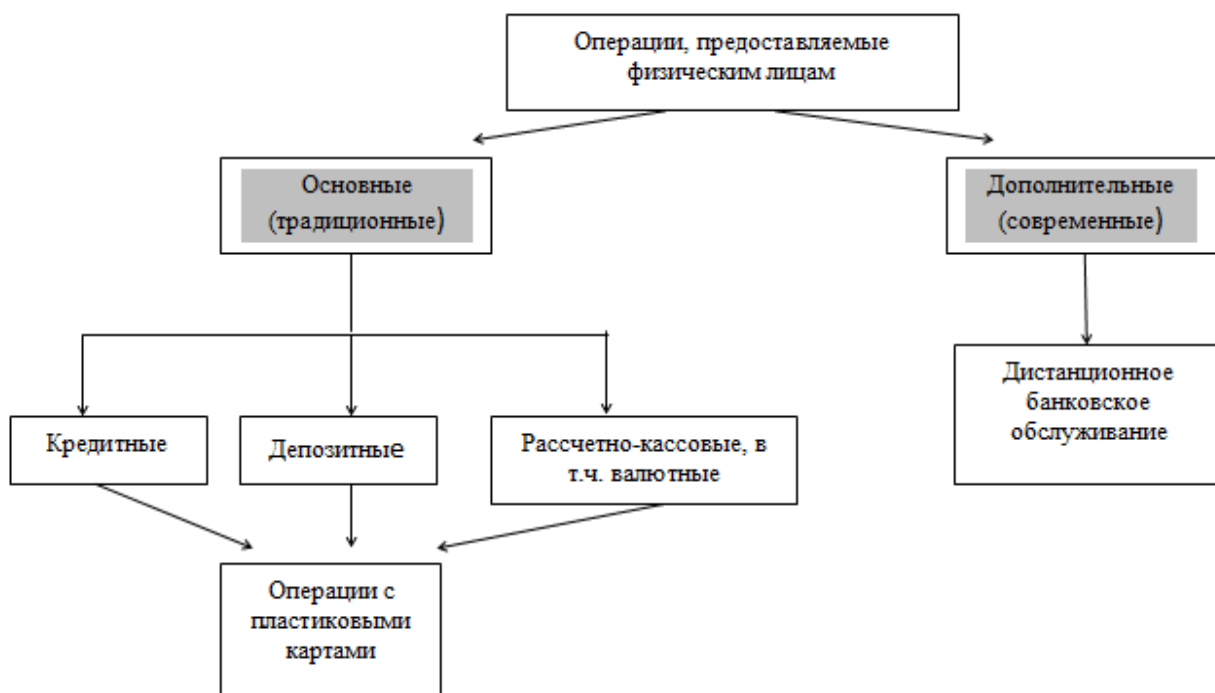 Операции, предоставляемые
физическим лицам
Основные
(традиционные)
Дополнительные
(современные)
Кредитные
Депозитные
Рассчетно-кассовые, в
т.ч. валютные
Дистанционное
банковское
обслуживание
Операции с
пластиковыми
картами